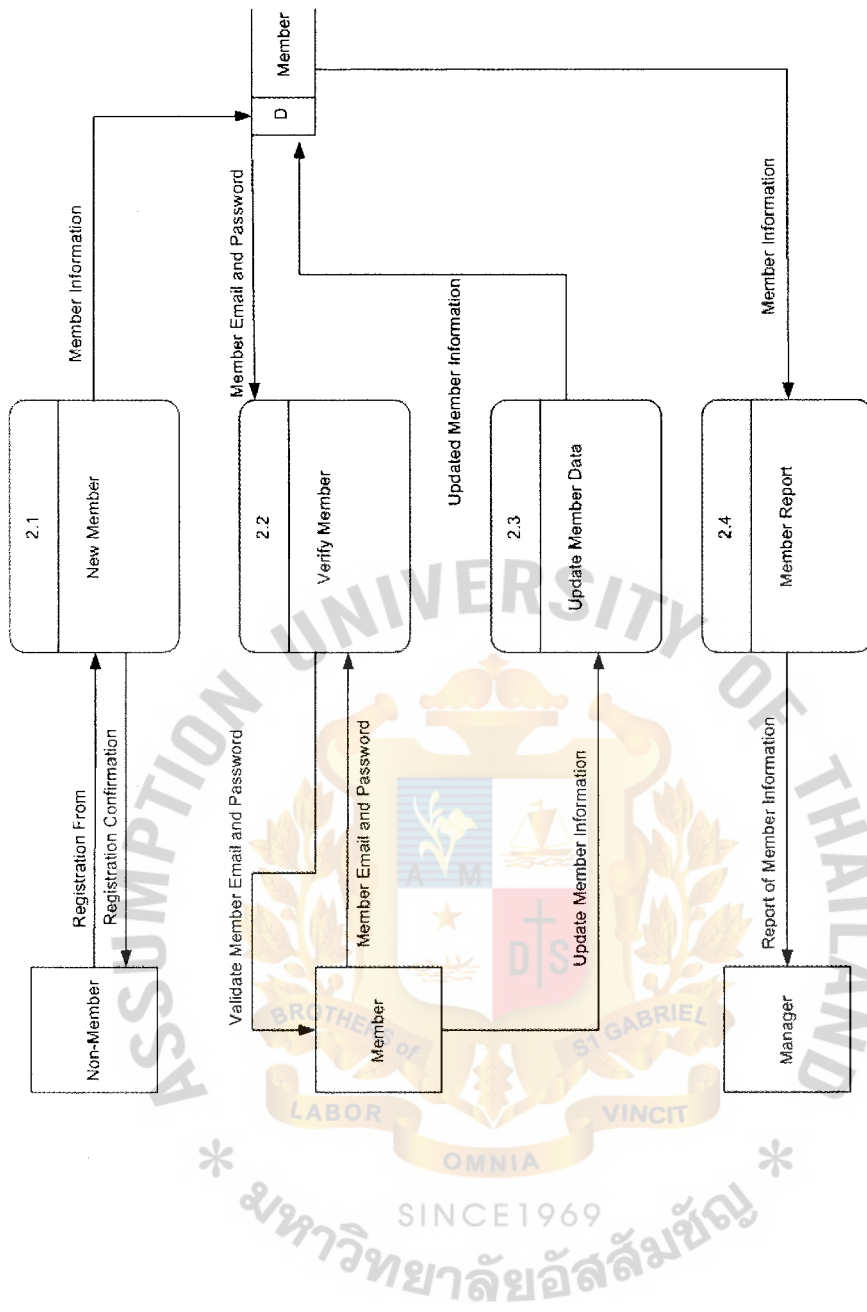 Non-Member
Registration From
Registration Confirmation
2.1
New Member
Member Information
Member
Validate Member Email and Password
Member Email and Password
2.2
Verify Member
Member Email and Password
D
Member
Update Member Information
2.3
Update Member Data
Updated Member Information
Manager
Report of Member Information
2.4
Member Report
Member Information
ASSUMPTION UNIVERSITY OF THAILAND
A M
D S
BROTHERS of
S1 GABRIEL
LABOR
OMNIA
VINCIT
SINCE1969
* มหาวิทยาลัยอัสสัมชัญ *